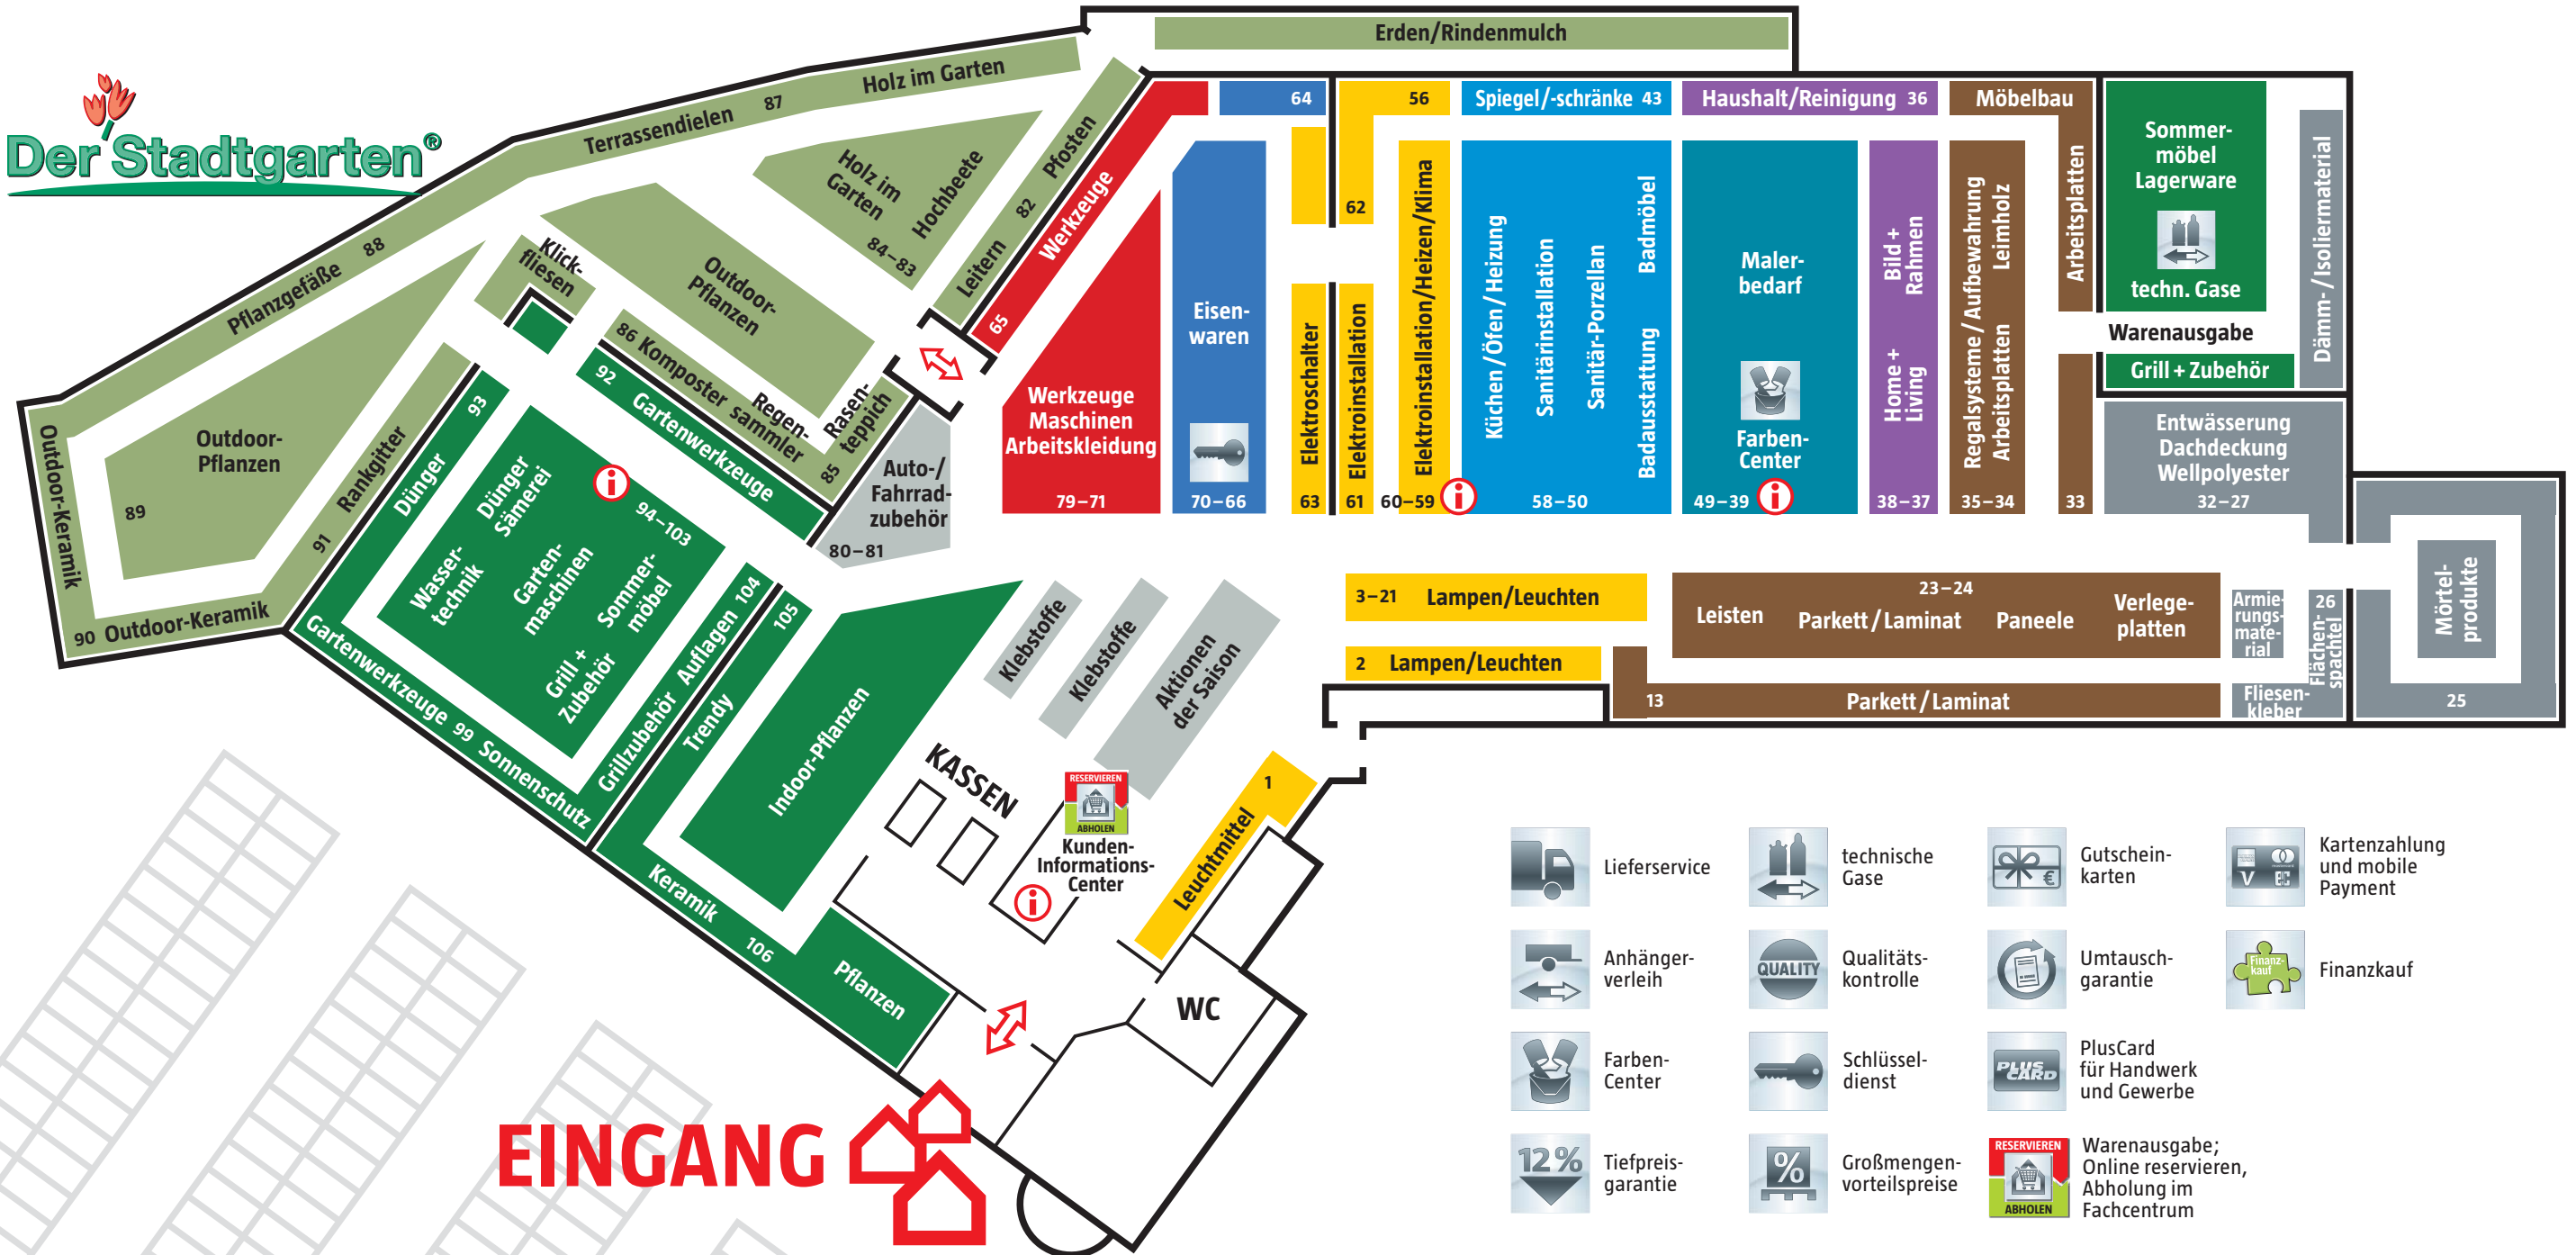 Der Stadtgarten®
Erden/Rindenmulch
Holz im Garten
87
Terrassendielen
88
Pflanzgefäße
Outdoor-Keramik
90 Outdoor-Keramik
Outdoor-
Pflanzen
89
91
Rankgitter
Klick-
fliesen
Outdoor-
Pflanzen
Holz im
Garten
Hochbeete
84–83
Pfosten
82
Leitern
86 Komposter
Regen-
sammler
Rasen-
teppich
85
92
Gartenwerkzeuge
93
Dünger
Dünger
Sämerei
Wasser-
technik
Garten-
maschinen
Sommer-
möbel
Grill +
Zubehör
94–103
i
Gartenwerkzeuge
99
Sonnenschutz
104
Auflagen
Grillzubehör
105
Trendy
Indoor-Pflanzen
Keramik
106
Pflanzen
Auto-/
Fahrrad-
zubehör
80–81
Werkzeuge
65
Werkzeuge
Maschinen
Arbeitskleidung
79–71
64
Eisen-
waren
70–66
Elektroschalter
63
56
62
Elektroinstallation
61
Elektroinstallation/Heizen/Klima
60–59
i
Spiegel/-schränke 43
Küchen/Öfen/Heizung
Sanitärinstallation
Sanitär-Porzellan
Badmöbel
Badausstattung
58–50
Maler-
bedarf
Farben-
Center
49–39
i
Haushalt/Reinigung 36
Bild +
Rahmen
Home +
Living
38–37
Möbelbau
Regalsysteme/Aufbewahrung
Leimholz
Arbeitsplatten
35–34
Arbeitsplatten
33
Sommer-
möbel
Lagerware
techn. Gase
Warenausgabe
Grill + Zubehör
Dämm-/Isoliermaterial
Entwässerung
Dachdeckung
Wellpolyester
32–27
Mörtel-
produkte
25
3–21 Lampen/Leuchten
2 Lampen/Leuchten
23–24
Leisten
Parkett/Laminat
Paneele
Verlege-
platten
Armie-
rungs-
mate-
rial
26
Flächen-
spachtel
Fliesen-
kleber
13
Parkett/Laminat
Klebstoffe
Klebstoffe
Aktionen
der Saison
KASSEN
RESERVIEREN
ABHOLEN
Kunden-
Informations-
Center
i
1
Leuchtmittel
WC
EINGANG
Lieferservice
technische
Gase
€
Gutschein-
karten
V
EC
Kartenzahlung
und mobile
Payment
Anhänger-
verleih
QUALITY
Qualitäts-
kontrolle
Umtausch-
garantie
Finanz-
kauf
Finanzkauf
Farben-
Center
Schlüssel-
dienst
PLUS
CARD
PlusCard
für Handwerk
und Gewerbe
12%
Tiefpreis-
garantie
%
Großmengen-
vorteilspreise
RESERVIEREN
ABHOLEN
Warenausgabe;
Online reservieren,
Abholung im
Fachcentrum